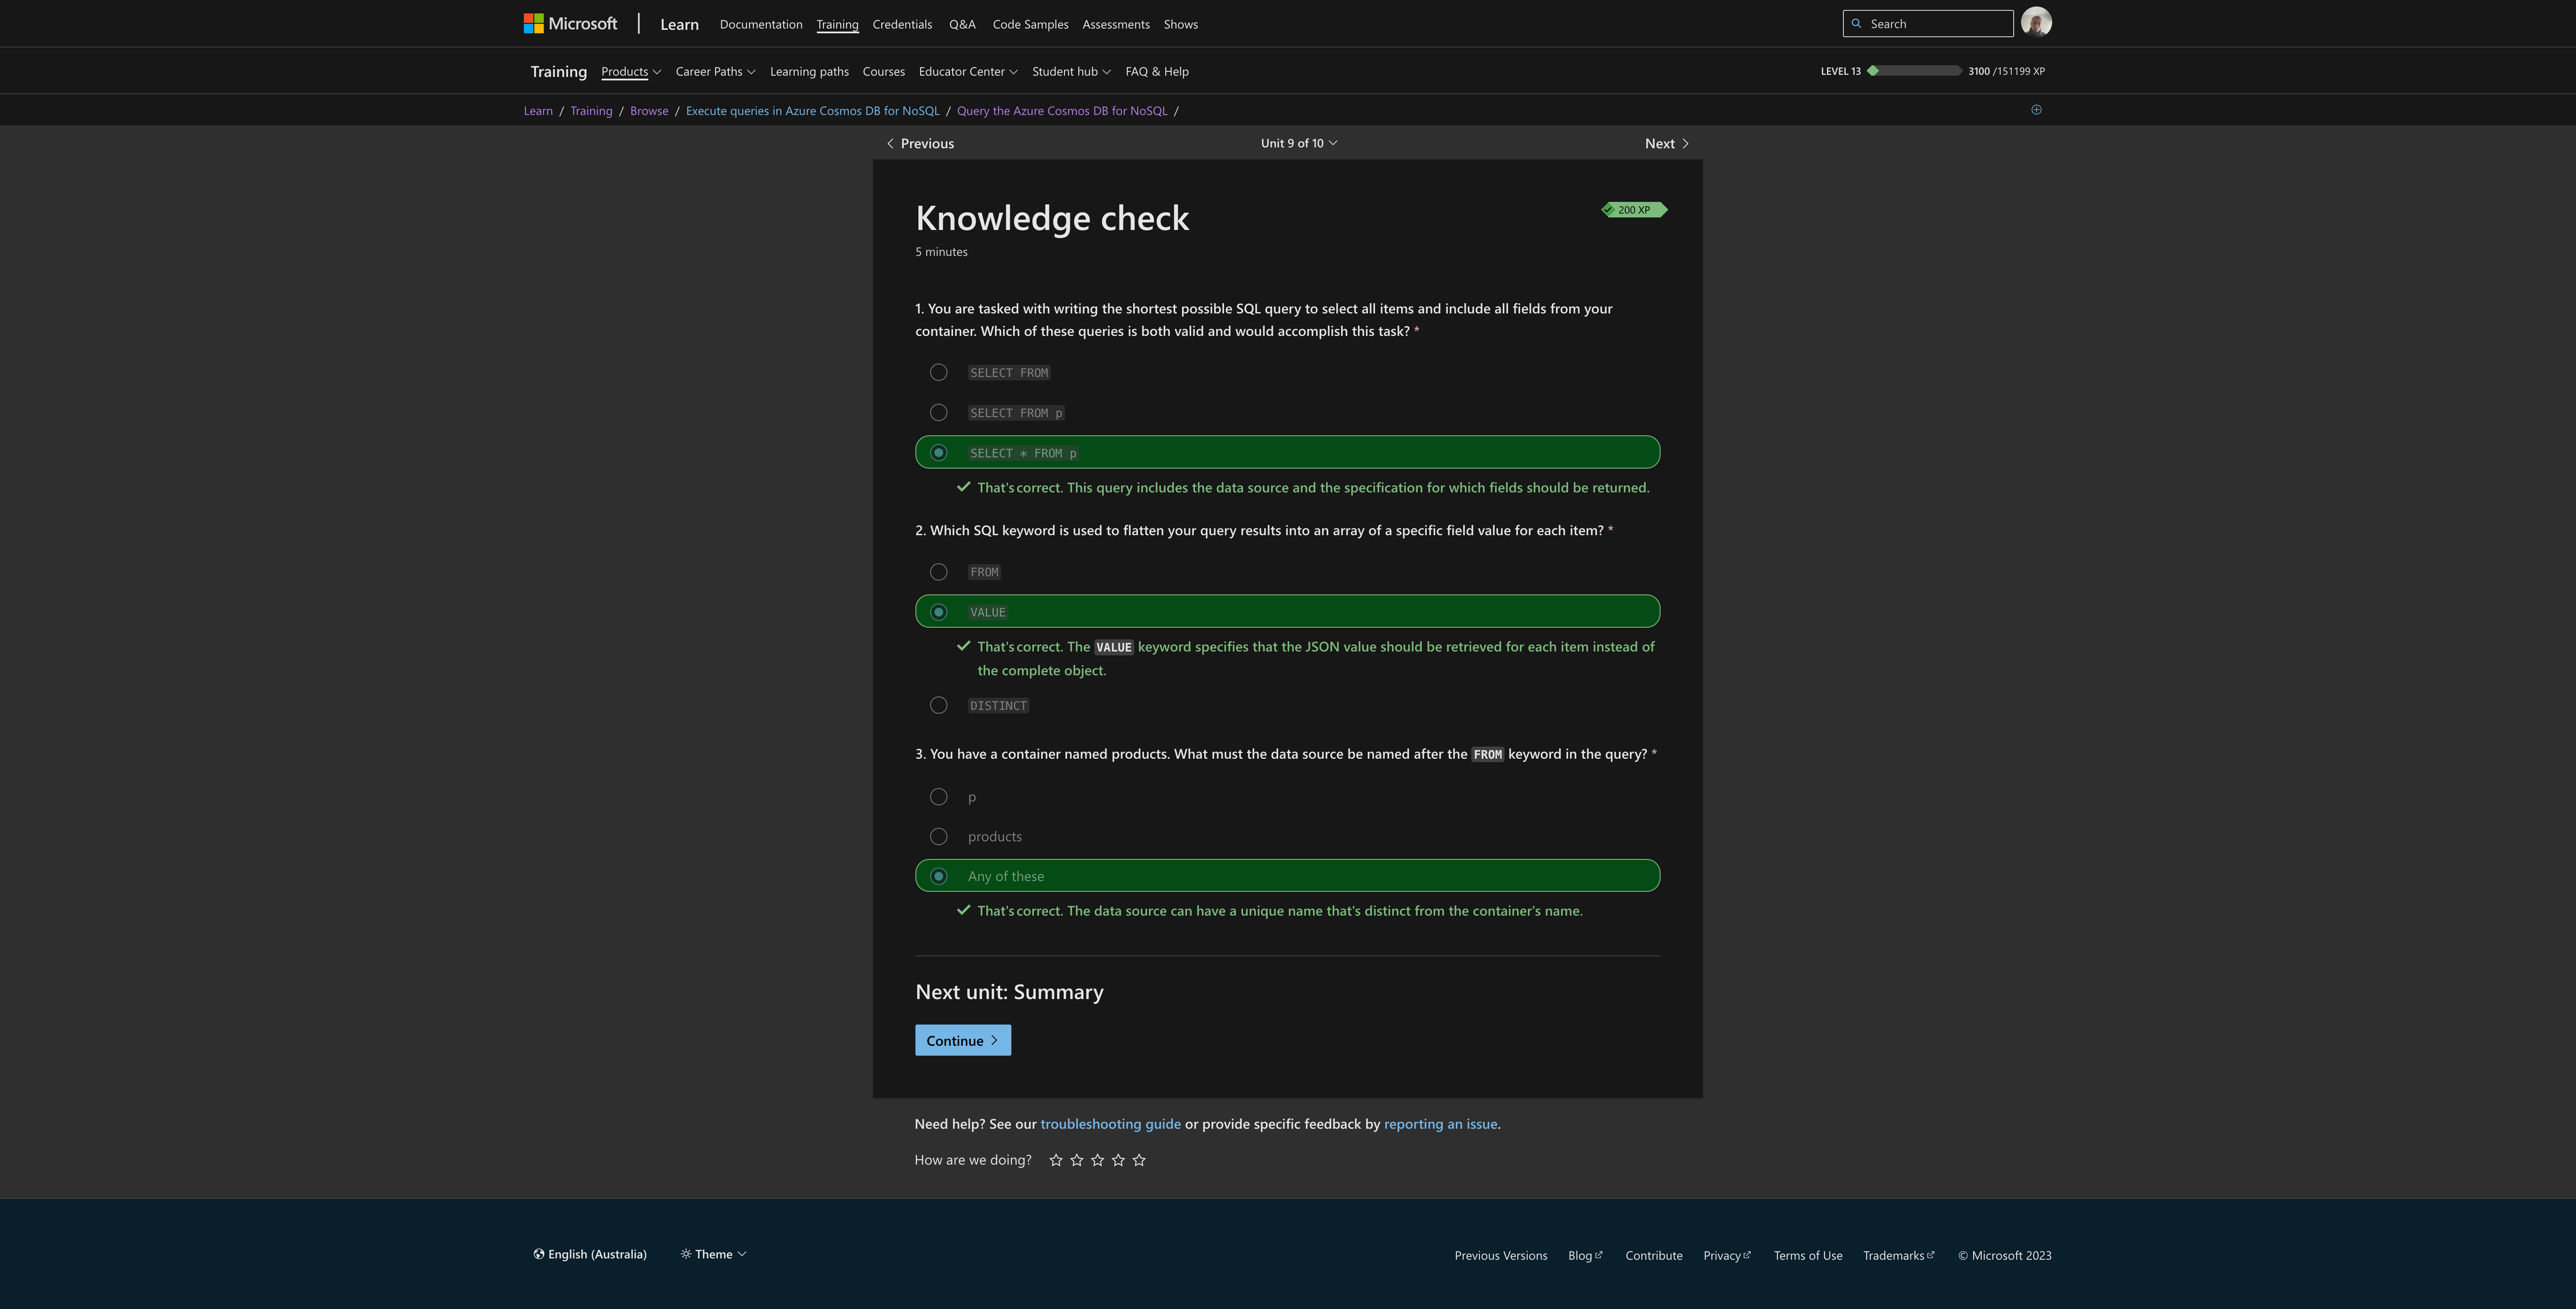 Microsoft
Learn
Documentation
Training
Credentials
Q&A
Code Samples
Assessments
Shows
Search
Training
Products
Career Paths
Learning paths
Courses
Educator Center
Student hub
FAQ & Help
LEVEL 13
3100 /151199 XP
Learn / Training / Browse / Execute queries in Azure Cosmos DB for NoSQL / Query the Azure Cosmos DB for NoSQL /
Previous
Unit 9 of 10
Next
Knowledge check
200 XP
5 minutes
1. You are tasked with writing the shortest possible SQL query to select all items and include all fields from your
container. Which of these queries is both valid and would accomplish this task? *
SELECT FROM
SELECT FROM p
SELECT * FROM p
That's correct. This query includes the data source and the specification for which fields should be returned.
2. Which SQL keyword is used to flatten your query results into an array of a specific field value for each item? *
FROM
VALUE
That's correct. The VALUE keyword specifies that the JSON value should be retrieved for each item instead of
the complete object.
DISTINCT
3. You have a container named products. What must the data source be named after the FROM keyword in the query? *
p
products
Any of these
That's correct. The data source can have a unique name that's distinct from the container's name.
Next unit: Summary
Continue
Need help? See our troubleshooting guide or provide specific feedback by reporting an issue.
How are we doing?
English (Australia)
Theme
Previous Versions
Blog
Contribute
Privacy
Terms of Use
Trademarks
© Microsoft 2023